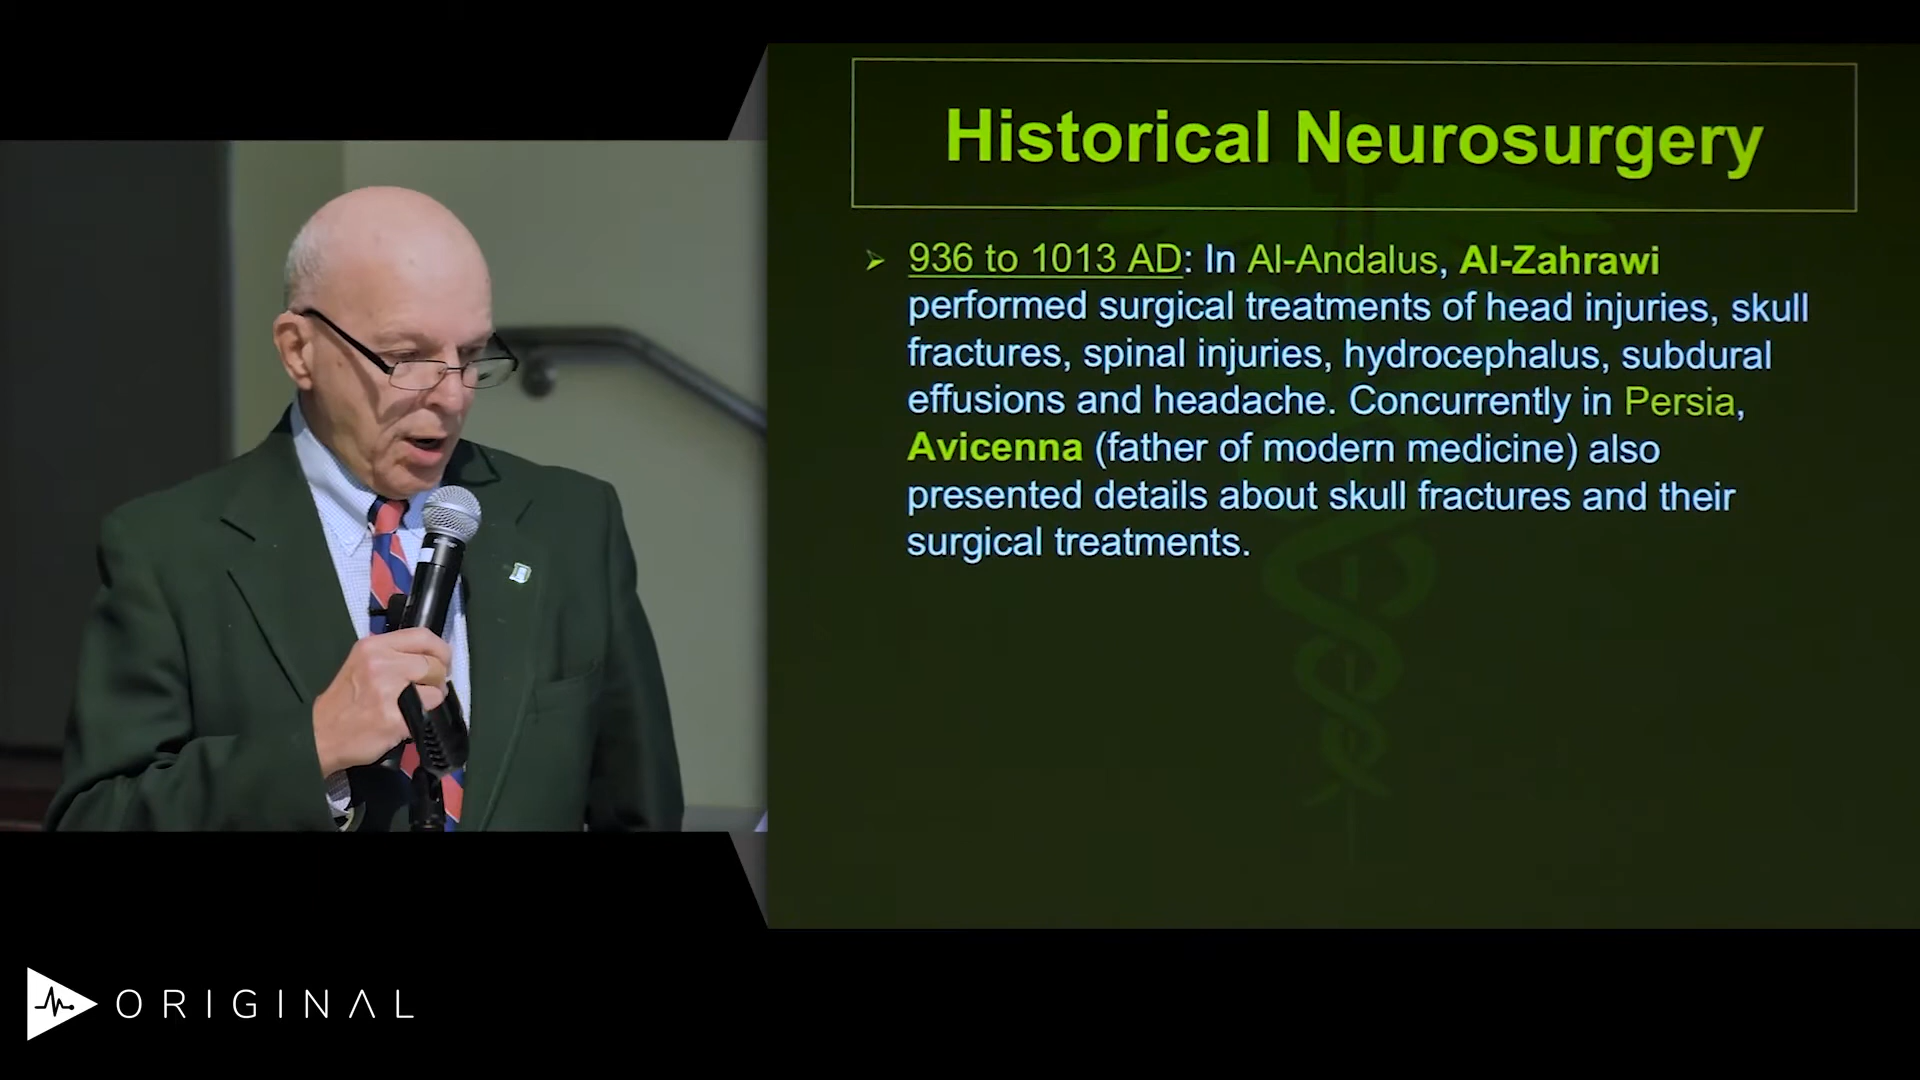 Historical Neurosurgery
➢ 936 to 1013 AD: In Al-Andalus, Al-Zahrawi
performed surgical treatments of head injuries, skull
fractures, spinal injuries, hydrocephalus, subdural
effusions and headache. Concurrently in Persia,
Avicenna (father of modern medicine) also
presented details about skull fractures and their
surgical treatments.
ORIGINAL